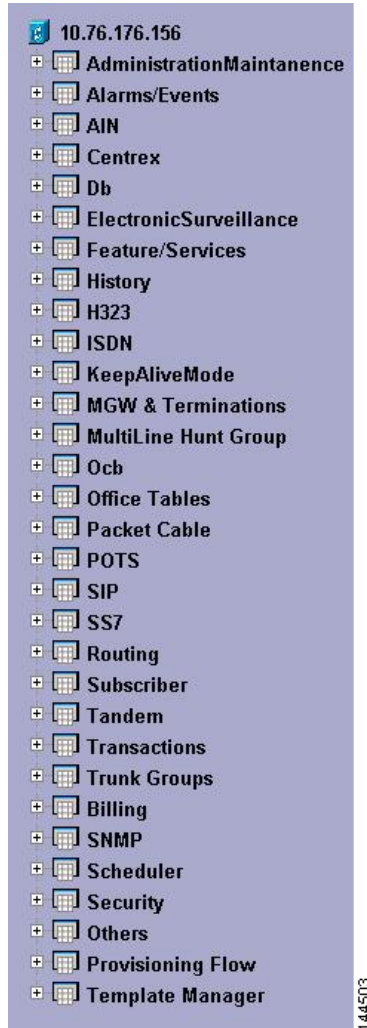 10.76.176.156
AdministrationMaintanence
Alarms/Events
AIN
Centrex
Db
ElectronicSurveillance
Feature/Services
History
H323
ISDN
KeepAliveMode
MGW & Terminations
MultiLine Hunt Group
Ocb
Office Tables
Packet Cable
POTS
SIP
SS7
Routing
Subscriber
Tandem
Transactions
Trunk Groups
Billing
SNMP
Scheduler
Security
Others
Provisioning Flow
Template Manager
144503